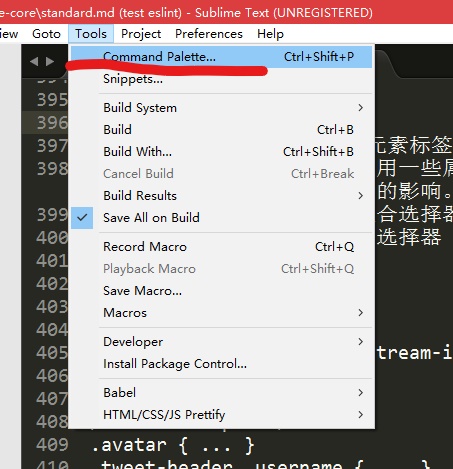 e-core\standard.md (test eslint) - Sublime Text (UNREGISTERED)
iew Goto Tools Project Preferences Help
Command Palette... Ctrl+Shift+P
Snippets...
Build System
Build Ctrl+B
Build With... Ctrl+Shift+B
Cancel Build Ctrl+Break
Build Results
Save All on Build
Record Macro Ctrl+Q
Playback Macro Ctrl+Shift+Q
Save Macro...
Macros
Developer
Install Package Control...
Babel
HTML/CSS/JS Prettify
394
395
396
397 元素标签
398 用一些属
的影响。
399 合选择器
400 选择器
401
402
403
404
405 tream-i
406
407
408
409 .avatar { ... }
410 .tweet-header .username { ... }